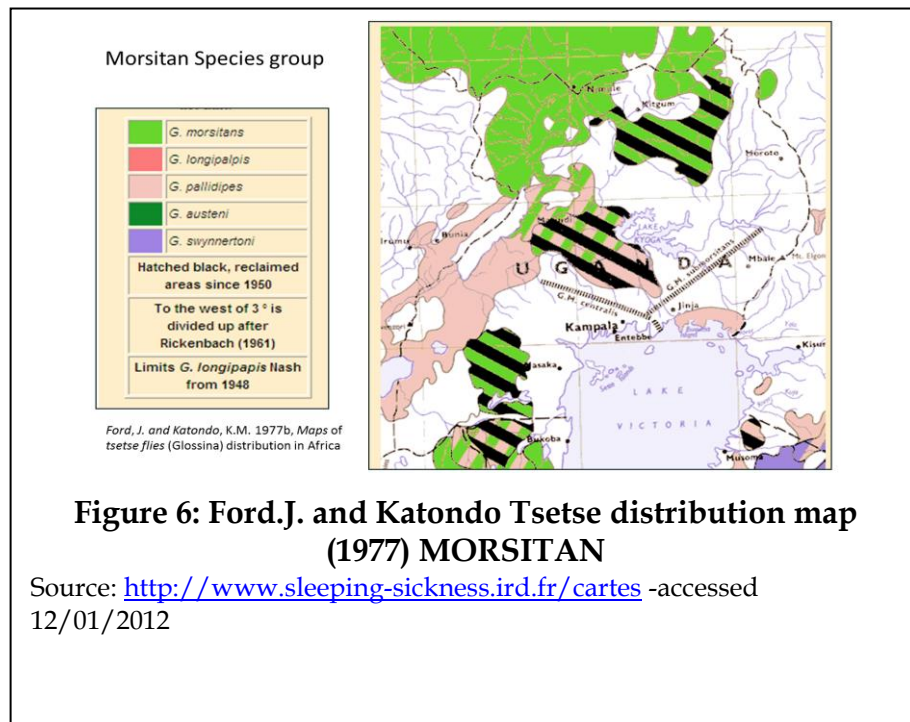 Morsitan Species group
G. morsitans
G. longipalpis
G. pallidipes
G. austeni
G. swynnertoni
Hatched black, reclaimed
areas since 1950
To the west of 3 º is
divided up after
Rickenbach (1961)
Limits G. longipapis Nash
from 1948
Ford, J. and Katondo, K.M. 1977b, Maps of
tsetse flies (Glossina) distribution in Africa
Kitgum
Moroto
Bunia
Irumu
LAKE
KYOGA
Mbale
Mt. Elgon
UGANDA
G.M. submorsitans
G.M. centralis
Kampala
Jinja
Entebbe
Masaka
Kisum
LAKE
VICTORIA
Bukoba
Musoma
Figure 6: Ford.J. and Katondo Tsetse distribution map
(1977) MORSITAN
Source: http://www.sleeping-sickness.ird.fr/cartes -accessed
12/01/2012